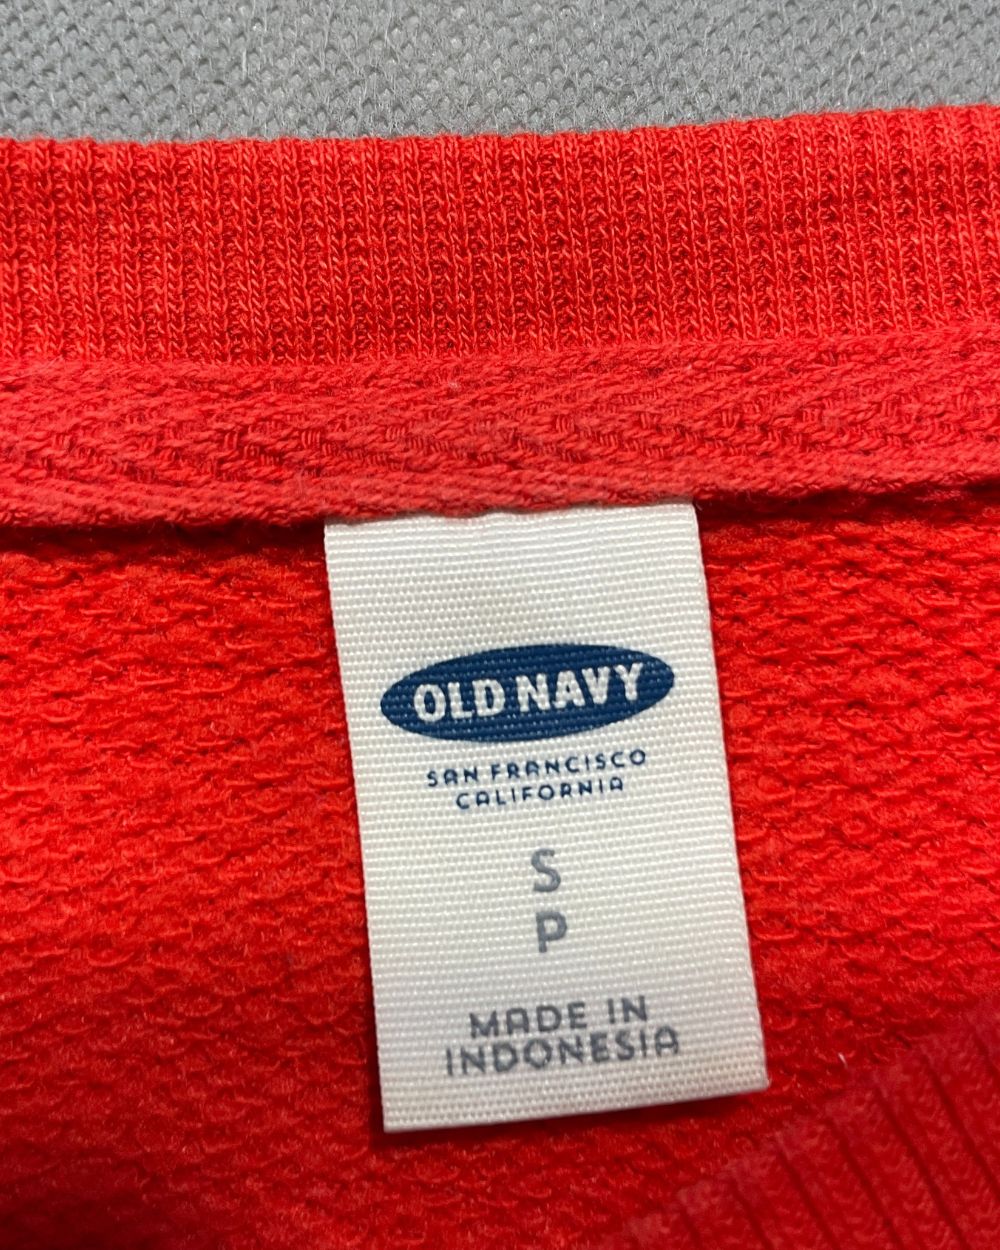 OLD NAVY
SAN FRANCISCO
CALIFORNIA
S
P
MADE IN
INDONESIA